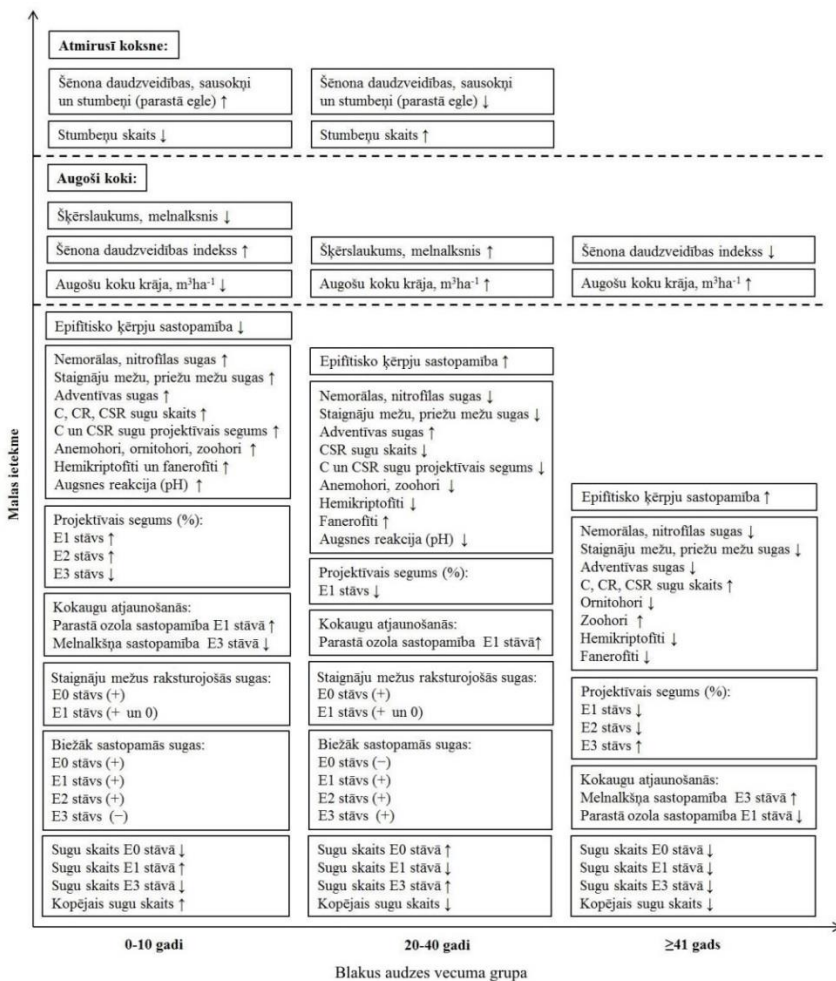 Atmirusī koksne:
Šēnona daudzveidības, sausokņi
un stumbeņi (parastā egle) ↑
Stumbeņu skaits ↓
Šēnona daudzveidības, sausokņi
un stumbeņi (parastā egle) ↓
Stumbeņu skaits ↑
Augoši koki:
Šķērslaukums, melnalksnis ↓
Šēnona daudzveidības indekss ↑
Augošu koku krāja, m³ha⁻¹ ↓
Šķērslaukums, melnalksnis ↑
Augošu koku krāja, m³ha⁻¹ ↑
Šēnona daudzveidības indekss ↓
Augošu koku krāja, m³ha⁻¹ ↑
Epifītisko ķērpju sastopamība ↓
Nemorālas, nitrofilas sugas ↑
Staignāju mežu, priežu mežu sugas ↑
Adventīvas sugas ↑
C, CR, CSR sugu skaits ↑
C un CSR sugu projektīvais segums ↑
Anemohori, ornitohori, zoohori ↑
Hemikriptofīti un fanerofīti ↑
Augsnes reakcija (pH) ↑
Projektīvais segums (%):
E1 stāvs ↑
E2 stāvs ↑
E3 stāvs ↓
Kokaugu atjaunošanās:
Parastā ozola sastopamība E1 stāvā ↑
Melnalkšņa sastopamība E3 stāvā ↓
Staignāju mežus raksturojošās sugas:
E0 stāvs (+)
E1 stāvs (+ un 0)
Biežāk sastopamās sugas:
E0 stāvs (+)
E1 stāvs (+)
E2 stāvs (+)
E3 stāvs (−)
Sugu skaits E0 stāvā ↓
Sugu skaits E1 stāvā ↑
Sugu skaits E3 stāvā ↓
Kopējais sugu skaits ↑
Epifītisko ķērpju sastopamība ↑
Nemorālas, nitrofilas sugas ↓
Staignāju mežu, priežu mežu sugas ↓
Adventīvas sugas ↑
CSR sugu skaits ↓
C un CSR sugu projektīvais segums ↓
Anemohori, zoohori ↓
Hemikriptofīti ↓
Fanerofīti ↑
Augsnes reakcija (pH) ↓
Projektīvais segums (%):
E1 stāvs ↓
Kokaugu atjaunošanās:
Parastā ozola sastopamība E1 stāvā↑
Staignāju mežus raksturojošās sugas:
E0 stāvs (+)
E1 stāvs (+ un 0)
Biežāk sastopamās sugas:
E0 stāvs (−)
E1 stāvs (+)
E2 stāvs (+)
E3 stāvs (+)
Sugu skaits E0 stāvā ↑
Sugu skaits E1 stāvā ↓
Sugu skaits E3 stāvā ↑
Kopējais sugu skaits ↓
Epifītisko ķērpju sastopamība ↑
Nemorālas, nitrofilas sugas ↓
Staignāju mežu, priežu mežu sugas ↓
Adventīvas sugas ↓
C, CR, CSR sugu skaits ↑
Ornitohori ↓
Zoohori ↑
Hemikriptofīti ↓
Fanerofīti ↓
Projektīvais segums (%):
E1 stāvs ↓
E2 stāvs ↓
E3 stāvs ↑
Kokaugu atjaunošanās:
Melnalkšņa sastopamība E3 stāvā ↑
Parastā ozola sastopamība E1 stāvā ↓
Sugu skaits E0 stāvā ↓
Sugu skaits E1 stāvā ↓
Sugu skaits E3 stāvā ↓
Kopējais sugu skaits ↓
Malas ietekme
0-10 gadi
20-40 gadi
≥41 gads
Blakus audzes vecuma grupa